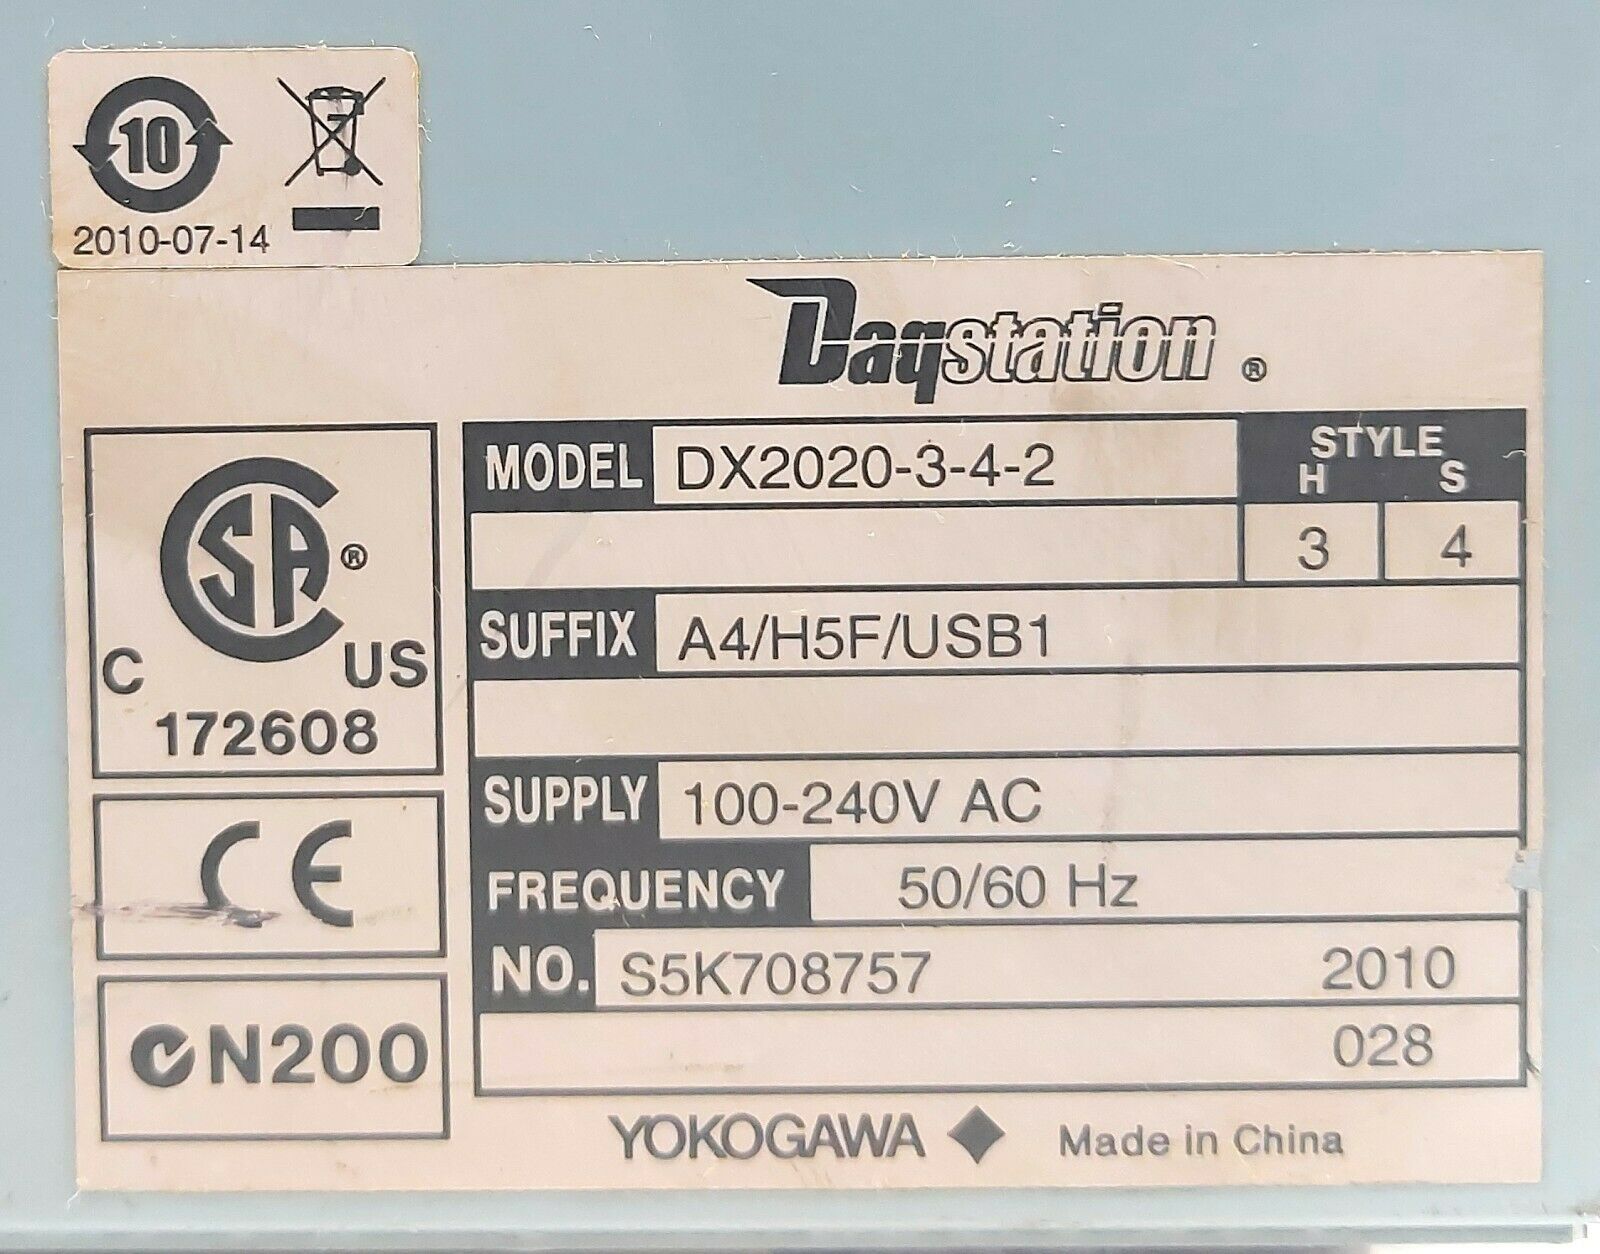 10
2010-07-14
Daqstation ®
MODEL DX2020-3-4-2 STYLE
H S
3 4
SUFFIX A4/H5F/USB1
SUPPLY 100-240V AC
FREQUENCY 50/60 Hz
NO. S5K708757 2010
028
CSA ®
C US
172608
CE
N200
YOKOGAWA ◆ Made in China